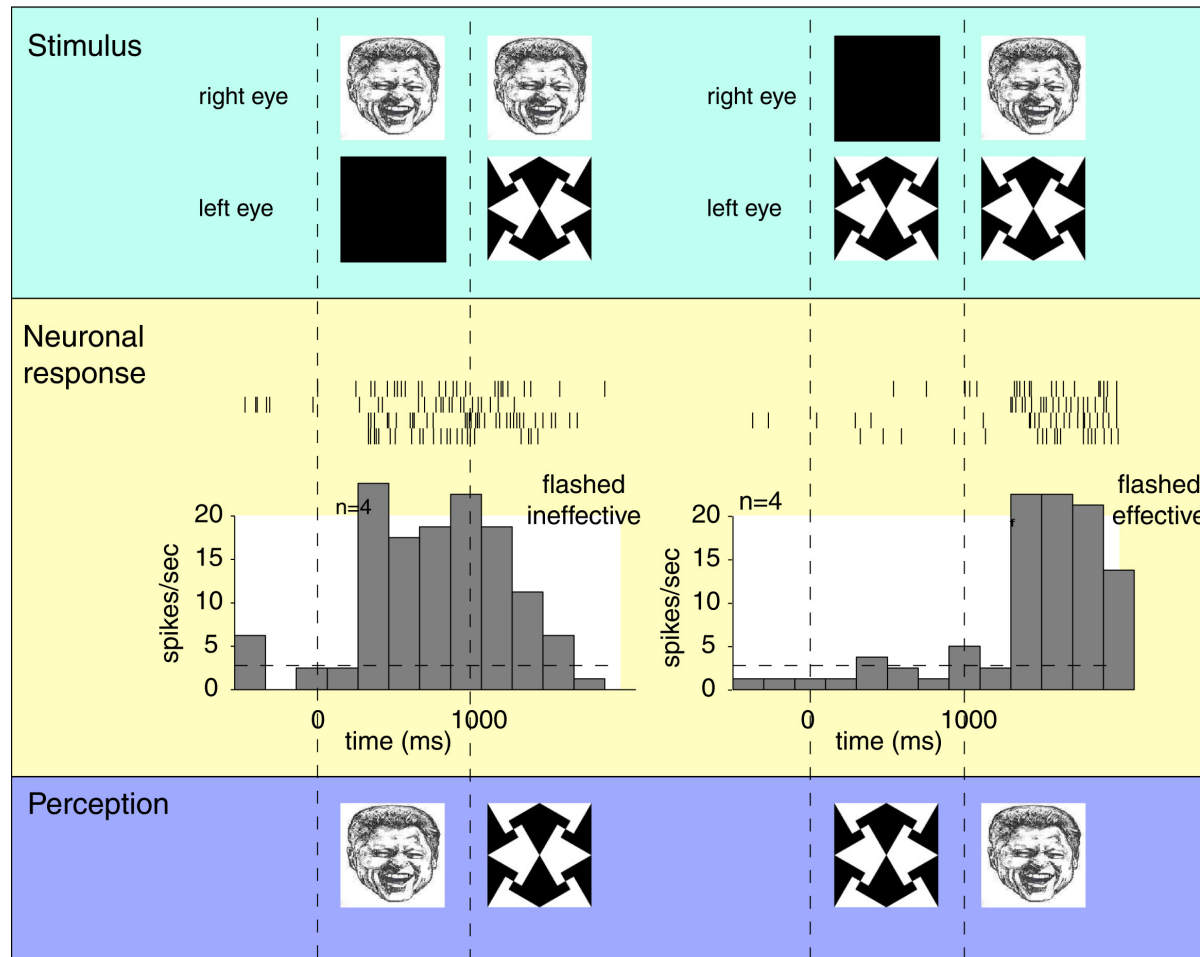 Stimulus
right eye
right eye
left eye
left eye
Neuronal
response
flashed
ineffective
n=4
20
15
10
5
0
spikes/sec
0
1000
time (ms)
flashed
effective
n=4
f
20
15
10
5
0
spikes/sec
0
1000
time (ms)
Perception